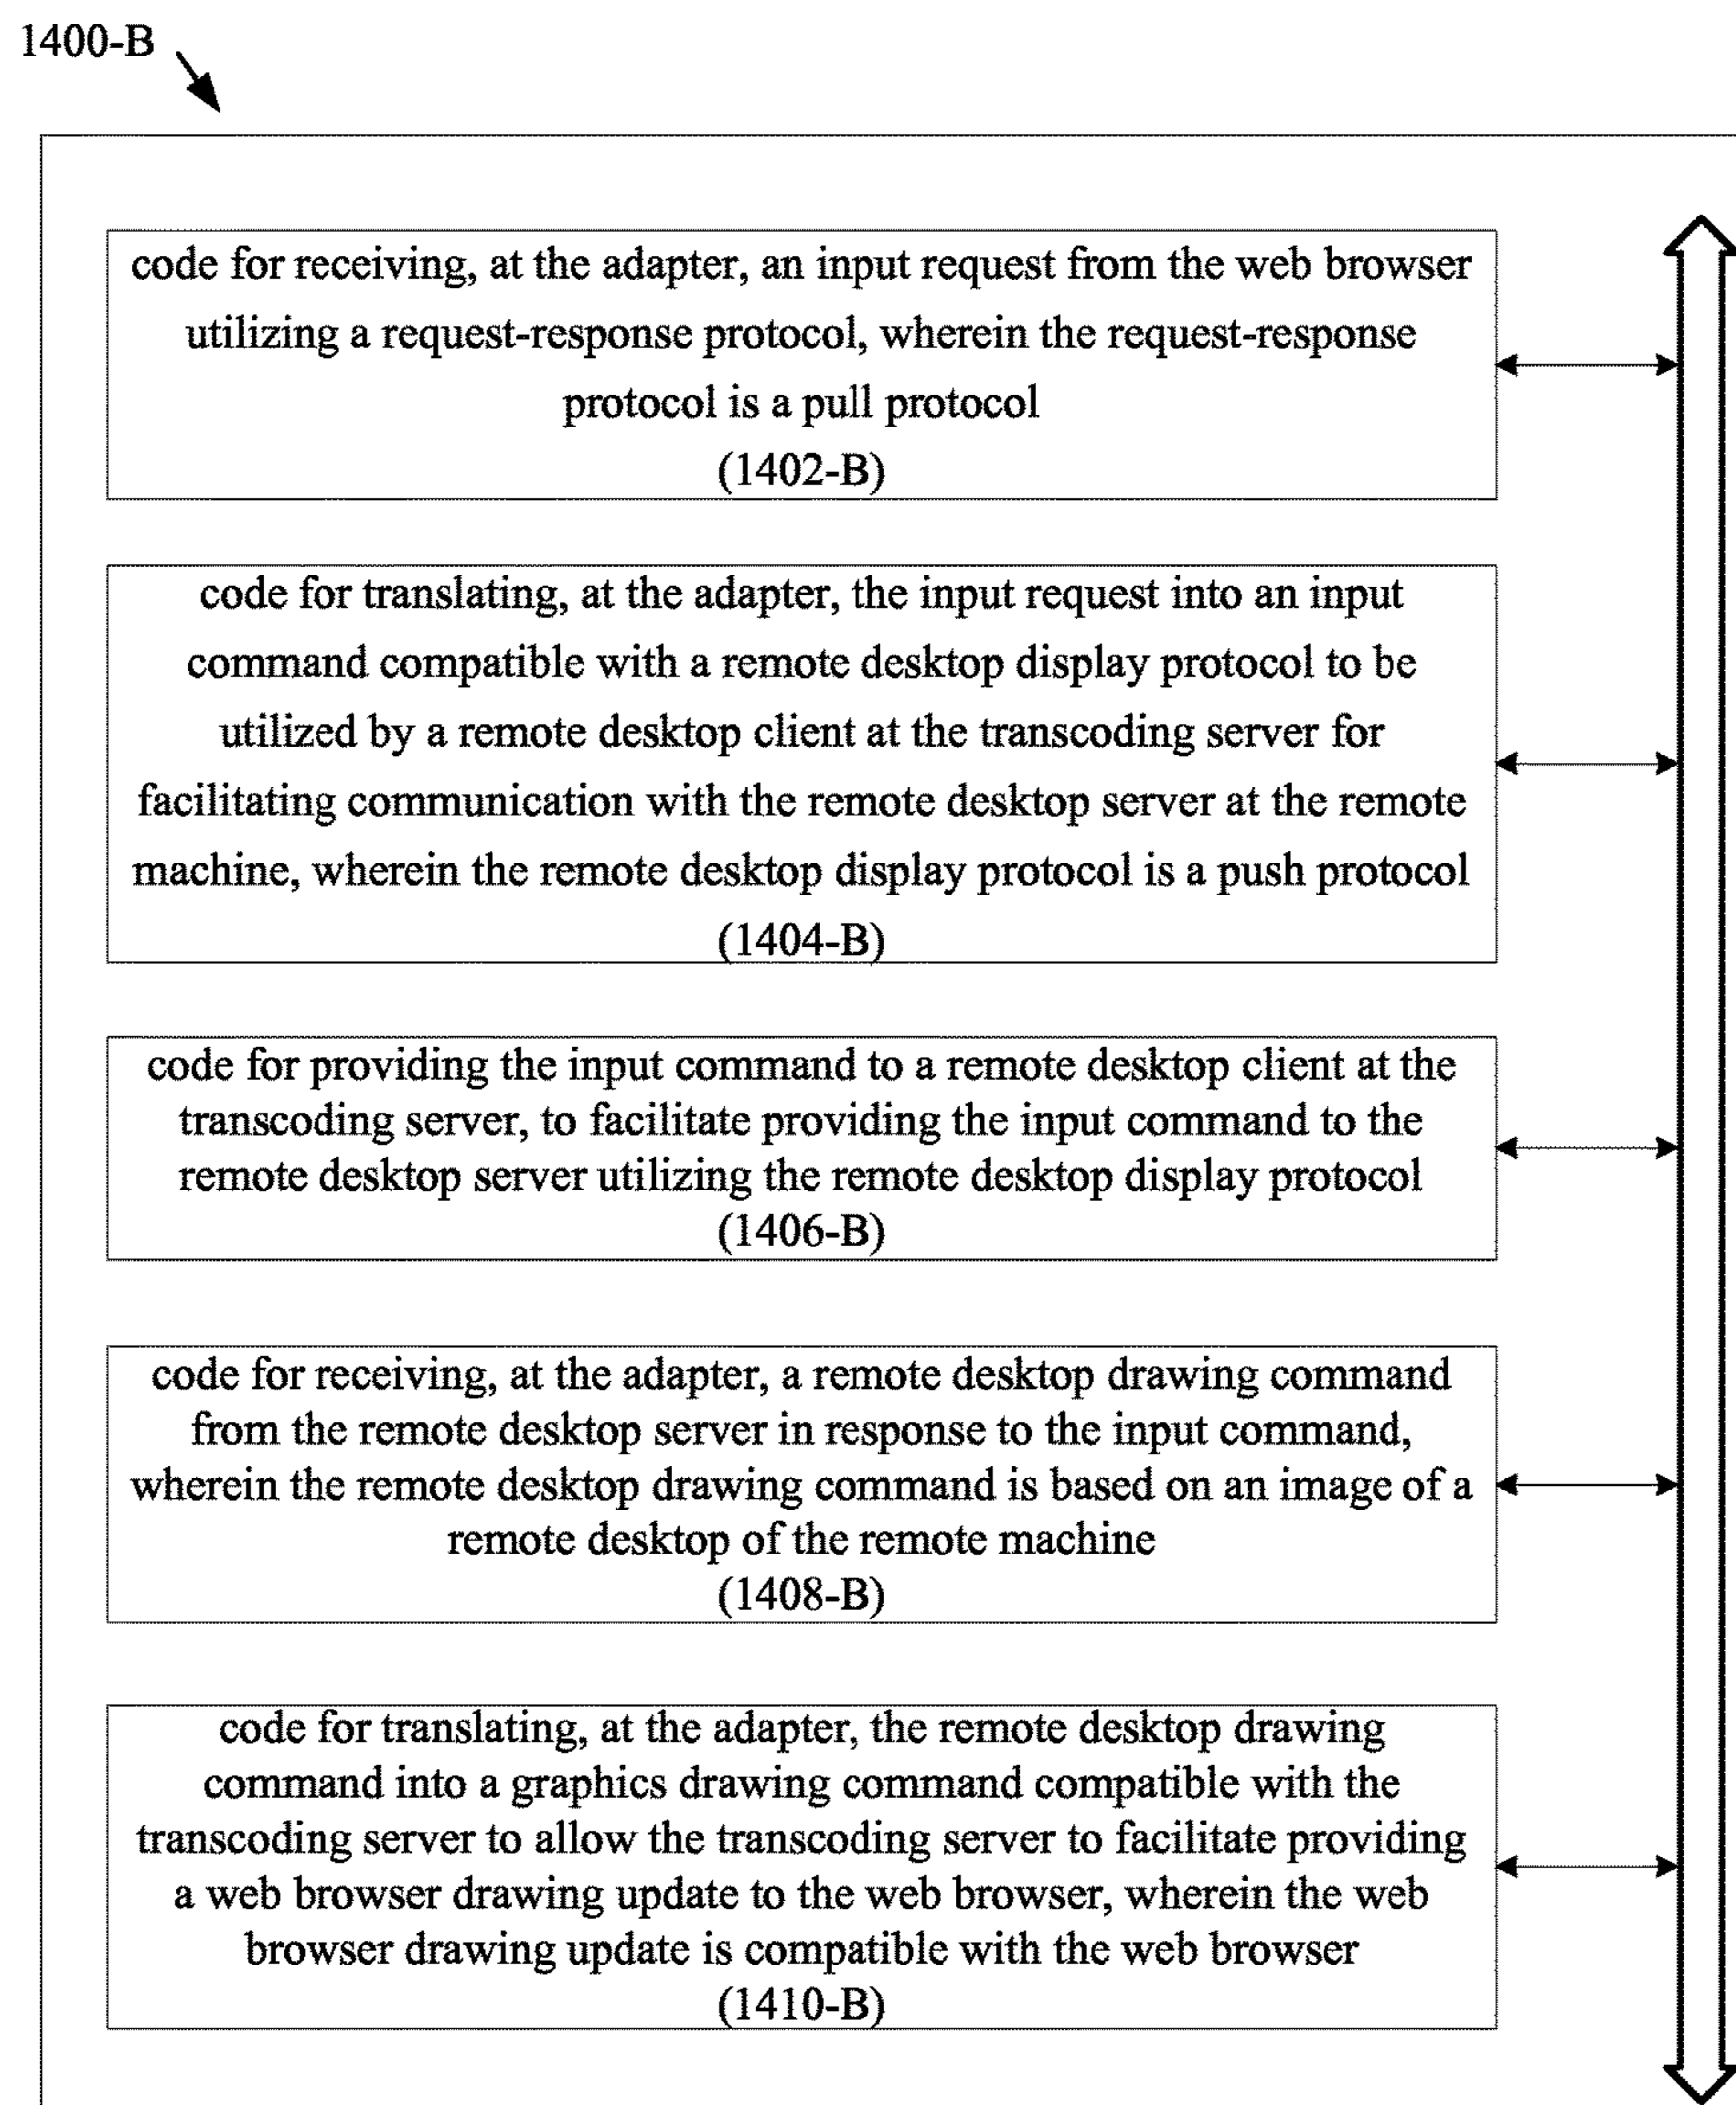 1400-B
code for receiving, at the adapter, an input request from the web browser
utilizing a request-response protocol, wherein the request-response
protocol is a pull protocol
(1402-B)
code for translating, at the adapter, the input request into an input
command compatible with a remote desktop display protocol to be
utilized by a remote desktop client at the transcoding server for
facilitating communication with the remote desktop server at the remote
machine, wherein the remote desktop display protocol is a push protocol
(1404-B)
code for providing the input command to a remote desktop client at the
transcoding server, to facilitate providing the input command to the
remote desktop server utilizing the remote desktop display protocol
(1406-B)
code for receiving, at the adapter, a remote desktop drawing command
from the remote desktop server in response to the input command,
wherein the remote desktop drawing command is based on an image of a
remote desktop of the remote machine
(1408-B)
code for translating, at the adapter, the remote desktop drawing
command into a graphics drawing command compatible with the
transcoding server to allow the transcoding server to facilitate providing
a web browser drawing update to the web browser, wherein the web
browser drawing update is compatible with the web browser
(1410-B)